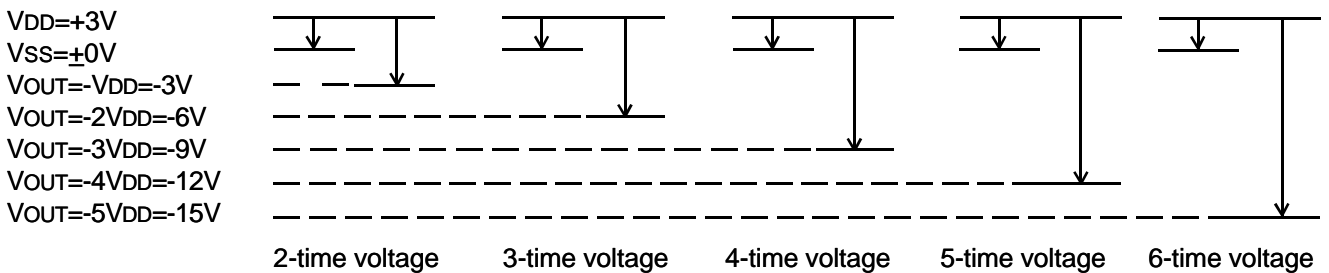 VDD=+3V
VSS=±0V
VOUT=-VDD=-3V
VOUT=-2VDD=-6V
VOUT=-3VDD=-9V
VOUT=-4VDD=-12V
VOUT=-5VDD=-15V
2-time voltage 3-time voltage 4-time voltage 5-time voltage 6-time voltage